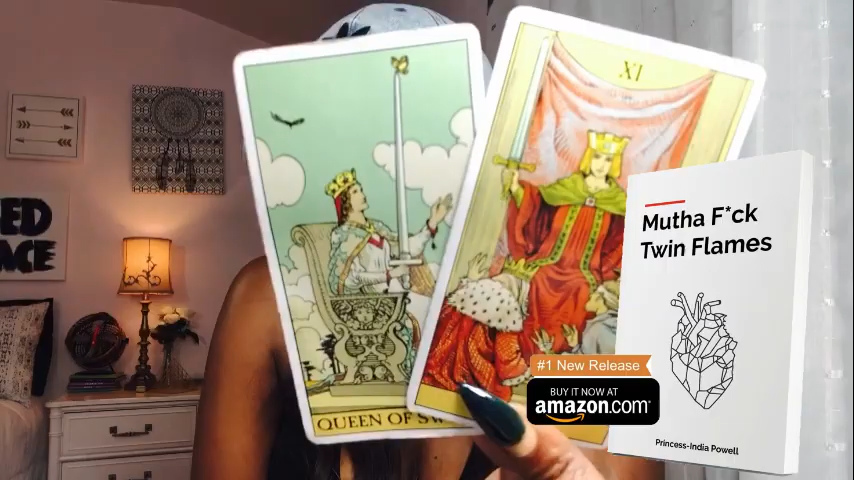 ED
ACE
QUEEN OF SW
XI
Mutha F*ck
Twin Flames
#1 New Release
BUY IT NOW AT
amazon.com
Princess-India Powell